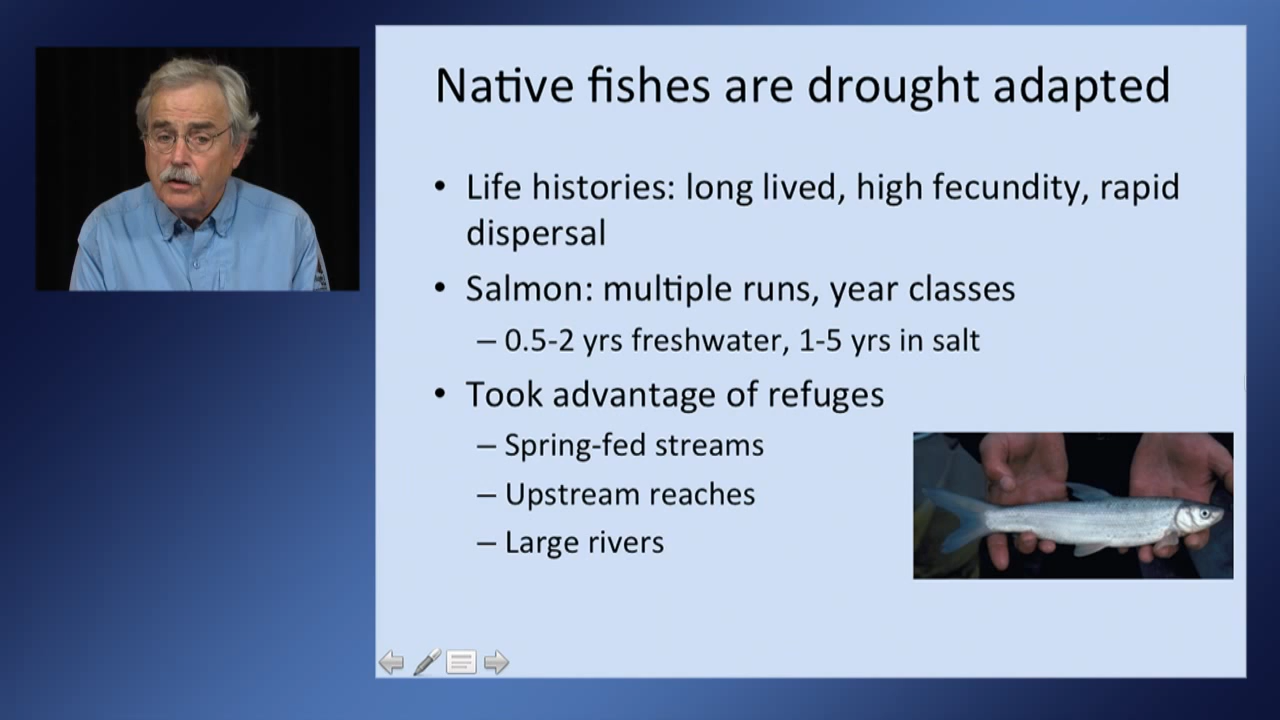 Native fishes are drought adapted
• Life histories: long lived, high fecundity, rapid
dispersal
• Salmon: multiple runs, year classes
– 0.5-2 yrs freshwater, 1-5 yrs in salt
• Took advantage of refuges
– Spring-fed streams
– Upstream reaches
– Large rivers